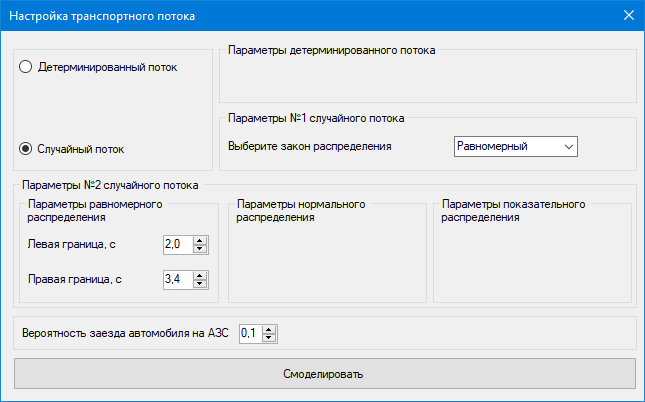 Настройка транспортного потока
Детерминированный поток
Случайный поток
Параметры детерминированного потока
Параметры №1 случайного потока
Выберите закон распределения
Равномерный
Параметры №2 случайного потока
Параметры равномерного
распределения
Левая граница, с
2,0
Правая граница, с
3,4
Параметры нормального
распределения
Параметры показательного
распределения
Вероятность заезда автомобиля на АЗС
0,1
Смоделировать